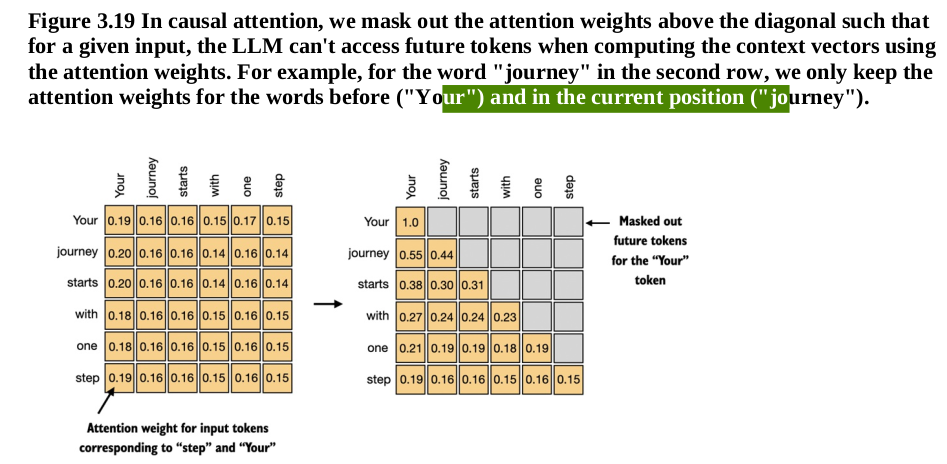 Figure 3.19 In causal attention, we mask out the attention weights above the diagonal such that
for a given input, the LLM can't access future tokens when computing the context vectors using
the attention weights. For example, for the word "journey" in the second row, we only keep the
attention weights for the words before ("Your") and in the current position ("journey").
Your journey starts with one step
Your 0.19 0.16 0.16 0.15 0.17 0.15
journey 0.20 0.16 0.16 0.14 0.16 0.14
starts 0.20 0.16 0.16 0.14 0.16 0.14
with 0.18 0.16 0.16 0.15 0.16 0.15
one 0.18 0.16 0.16 0.15 0.16 0.15
step 0.19 0.16 0.16 0.15 0.16 0.15
Attention weight for input tokens
corresponding to “step” and “Your”
Your journey starts with one step
Your 1.0
journey 0.55 0.44
starts 0.38 0.30 0.31
with 0.27 0.24 0.24 0.23
one 0.21 0.19 0.19 0.18 0.19
step 0.19 0.16 0.16 0.15 0.16 0.15
Masked out
future tokens
for the “Your”
token